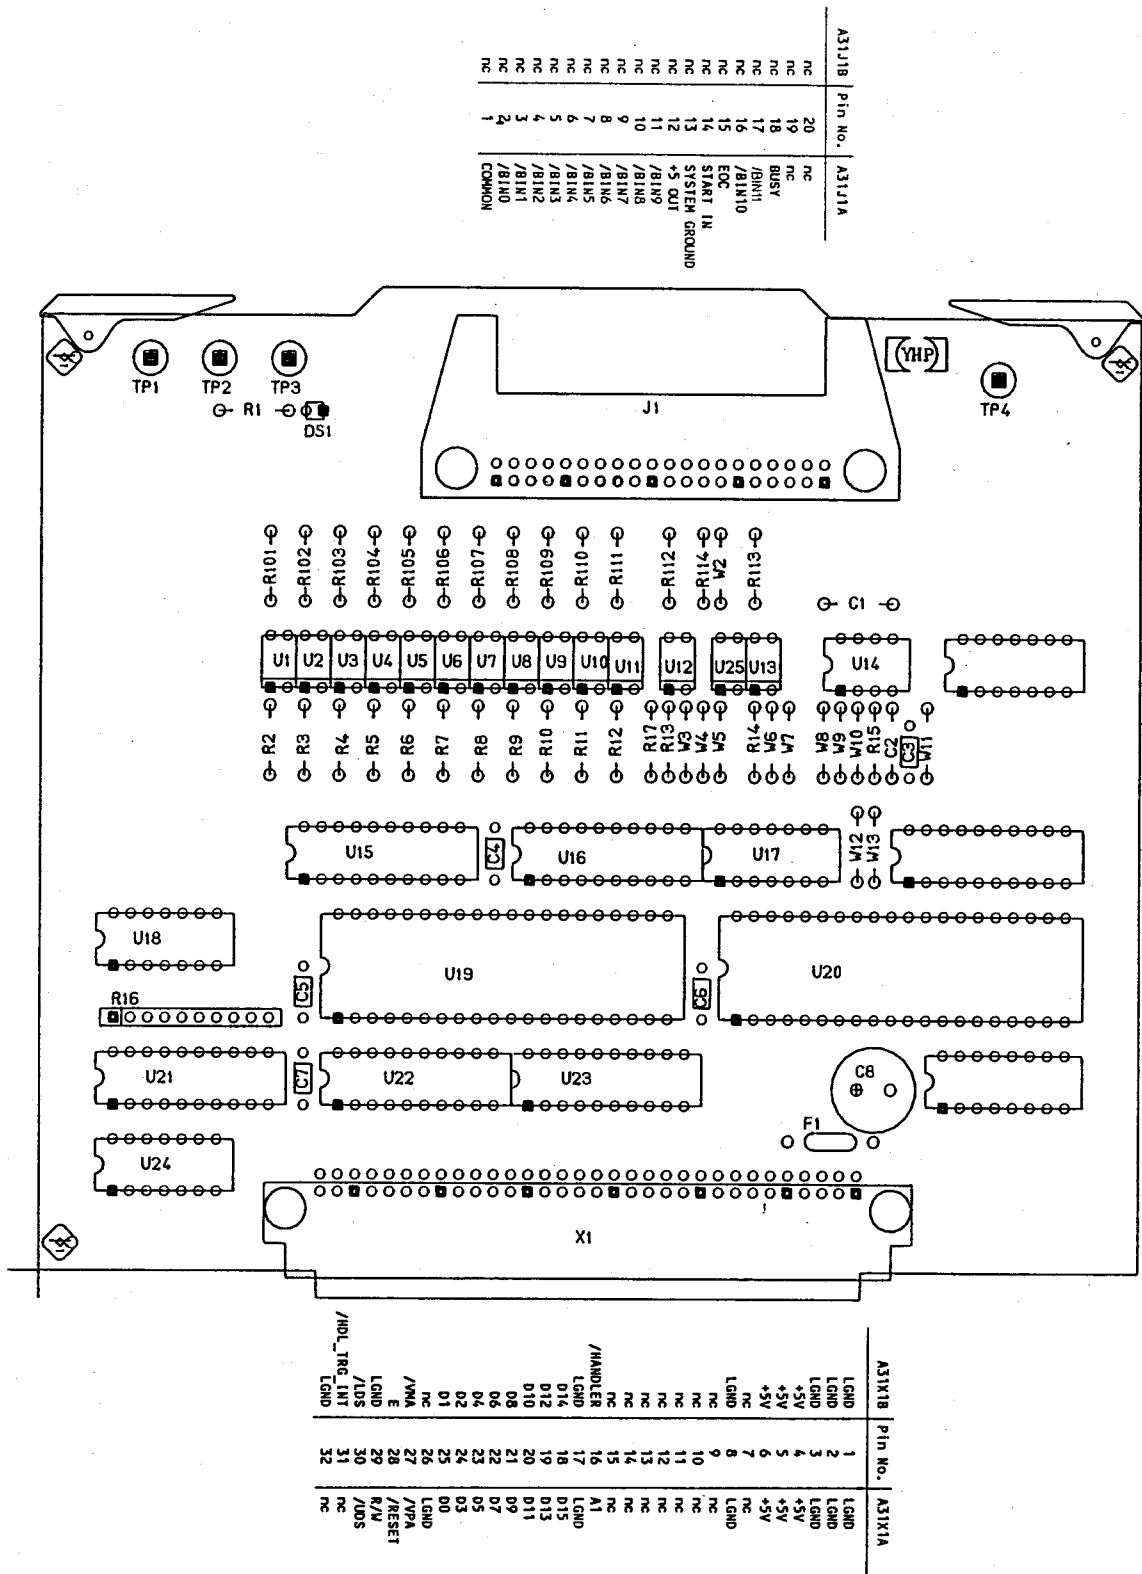 A31J1B Pin No. A31J1A
nc 20 nc
nc 19 nc
nc 18 BUSY
nc 17 /BIN11
nc 16 /BIN10
nc 15 EOC
nc 14 START IN
nc 13 SYSTEM GROUND
nc 12 +5 OUT
nc 11 /BIN9
nc 10 /BIN8
nc 9 /BIN7
nc 8 /BIN6
nc 7 /BIN5
nc 6 /BIN4
nc 5 /BIN3
nc 4 /BIN2
nc 3 /BIN1
nc 2 /BIN0
nc 1 COMMON
YHP
TP1 TP2 TP3 TP4
R1 DS1
J1
R101 R102 R103 R104 R105 R106 R107 R108 R109 R110 R111 R112 R114 W2 R113
C1
U1 U2 U3 U4 U5 U6 U7 U8 U9 U10 U11 U12 U25 U13 U14
R2 R3 R4 R5 R6 R7 R8 R9 R10 R11 R12 R17 R13 W3 W4 W5 R14 W6 W7 W8 W9 W10 R15 C2 C3 W11
U15 C4 U16 U17 W12 W13
U18 C5 U19 C6 U20
R16
U21 C7 U22 U23 C8
F1
U24
X1
A31X1B Pin No. A31X1A
LGND 1 LGND
LGND 2 LGND
LGND 3 LGND
+5V 4 +5V
+5V 5 +5V
+5V 6 +5V
nc 7 nc
LGND 8 LGND
nc 9 nc
nc 10 nc
nc 11 nc
nc 12 nc
nc 13 nc
nc 14 nc
nc 15 nc
/HANDLER 16 A1
LGND 17 LGND
D14 18 D15
D12 19 D13
D10 20 D11
D8 21 D9
D6 22 D7
D4 23 D5
D2 24 D3
D1 25 D0
nc 26 LGND
/VMA 27 /VPA
E 28 /RESET
LGND 29 R/W
/LDS 30 /UDS
/HDL_TRG_INT 31 nc
LGND 32 nc